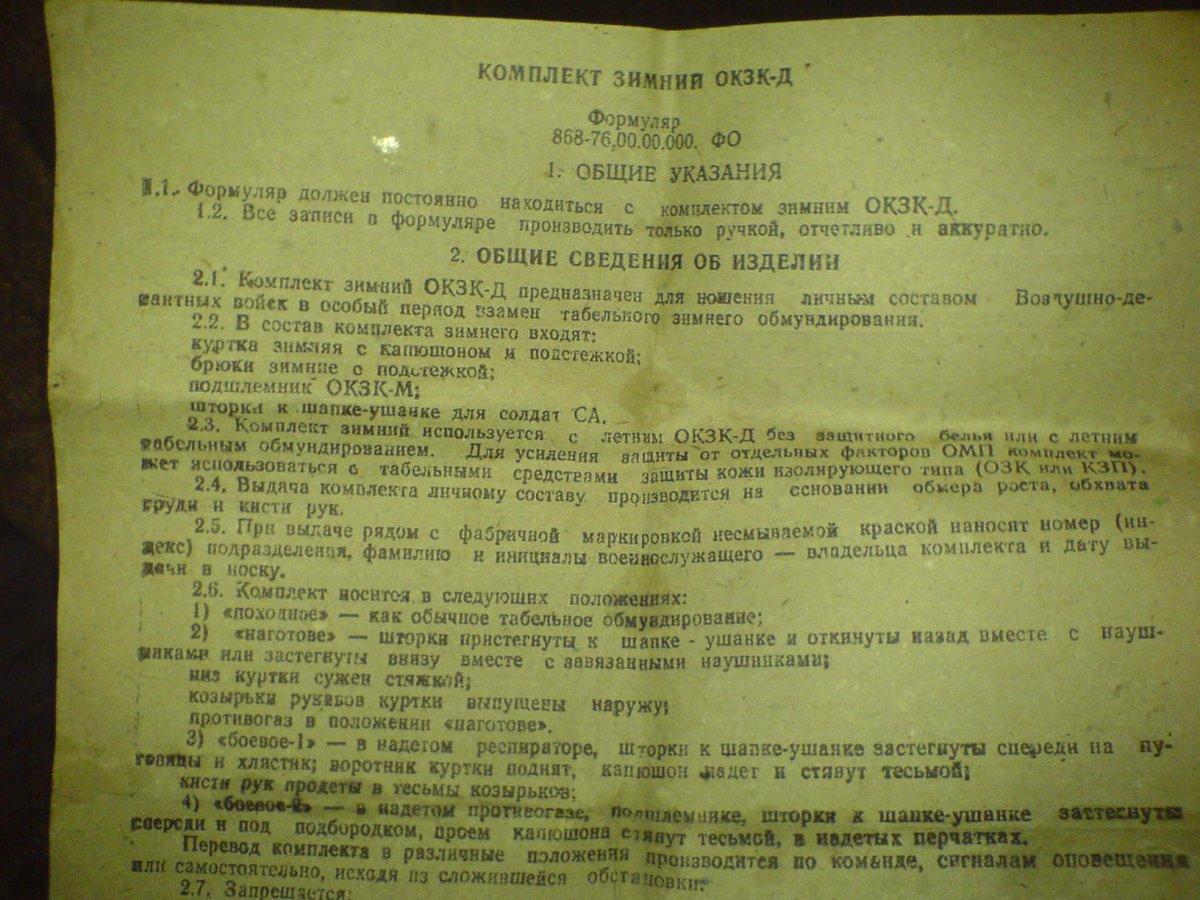 КОМПЛЕКТ ЗИМНИЙ ОКЗК-Д
Формуляр
868-76.00.00.000. ФО
1. ОБЩИЕ УКАЗАНИЯ
1.1. Формуляр должен постоянно находиться с комплектом зимним ОКЗК-Д.
1.2. Все записи в формуляре производить только ручкой, отчетливо и аккуратно.
2. ОБЩИЕ СВЕДЕНИЯ ОБ ИЗДЕЛИИ
2.1. Комплект зимний ОКЗК-Д предназначен для ношения личным составом Воздушно-де-
сантных войск в особый период взамен табельного зимнего обмундирования.
2.2. В состав комплекта зимнего входят:
куртка зимняя с капюшоном и подстежкой;
брюки зимние с подстежкой;
подшлемник ОКЗК-М;
шторки к шапке-ушанке для солдат СА.
2.3. Комплект зимний используется с летним ОКЗК-Д без защитного белья или с летним
табельным обмундированием. Для усиления защиты от отдельных факторов ОМП комплект мо-
жет использоваться с табельными средствами защиты кожи изолирующего типа (ОЗК или КЗП).
2.4. Выдача комплекта личному составу производится на основании обмера роста, обхвата
груди и кисти рук.
2.5. При выдаче рядом с фабричной маркировкой несмываемой краской наносят номер (ин-
декс) подразделения, фамилию и инициалы военнослужащего — владельца комплекта и дату вы-
дачи в носку.
2.6. Комплект носится в следующих положениях:
1) «походное» — как обычное табельное обмундирование;
2) «наготове» — шторки пристегнуты к шапке - ушанке и откинуты назад вместе с науш-
никами или застегнуты внизу вместе с завязанными наушниками;
низ куртки сужен стяжкой;
козырьки рукавов куртки выпущены наружу;
противогаз в положении «наготове».
3) «боевое-1» — в надетом респираторе, шторки к шапке-ушанке застегнуты спереди на пу-
говицы и хлястик; воротник куртки поднят, капюшон надет и стянут тесьмой;
кисти рук продеты в тесьмы козырьков;
4) «боевое-2» — в надетом противогазе, подшлемнике, шторки к шапке-ушанке застегнуты
спереди и под подбородком, проем капюшона стянут тесьмой, в надетых перчатках.
Перевод комплекта в различные положения производится по команде, сигналам оповещения
или самостоятельно, исходя из сложившейся обстановки.
2.7. Запрещается: